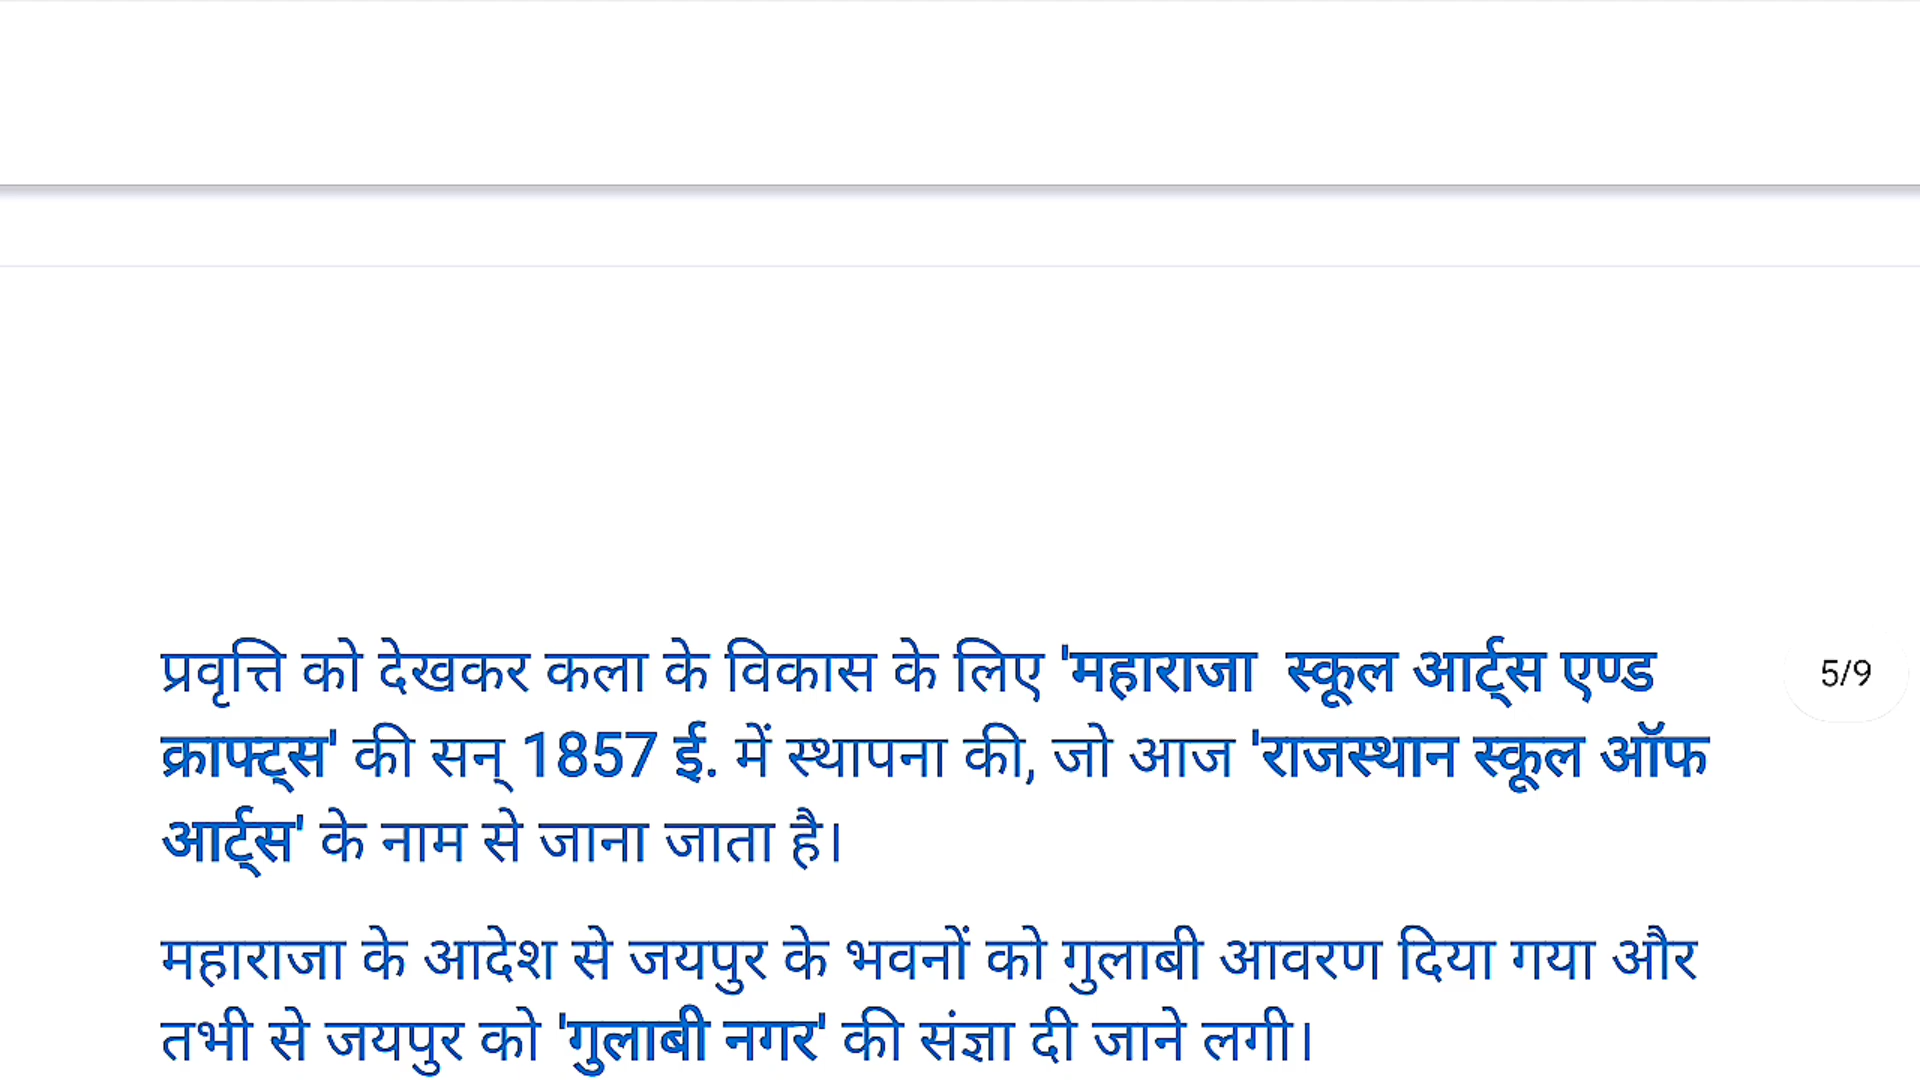 प्रवृत्ति को देखकर कला के विकास के लिए 'महाराजा स्कूल आर्ट्स एण्ड
5/9
क्राफ्ट्स' की सन् 1857 ई. में स्थापना की, जो आज 'राजस्थान स्कूल ऑफ
आर्ट्स' के नाम से जाना जाता है।
महाराजा के आदेश से जयपुर के भवनों को गुलाबी आवरण दिया गया और
तभी से जयपुर को 'गुलाबी नगर' की संज्ञा दी जाने लगी।